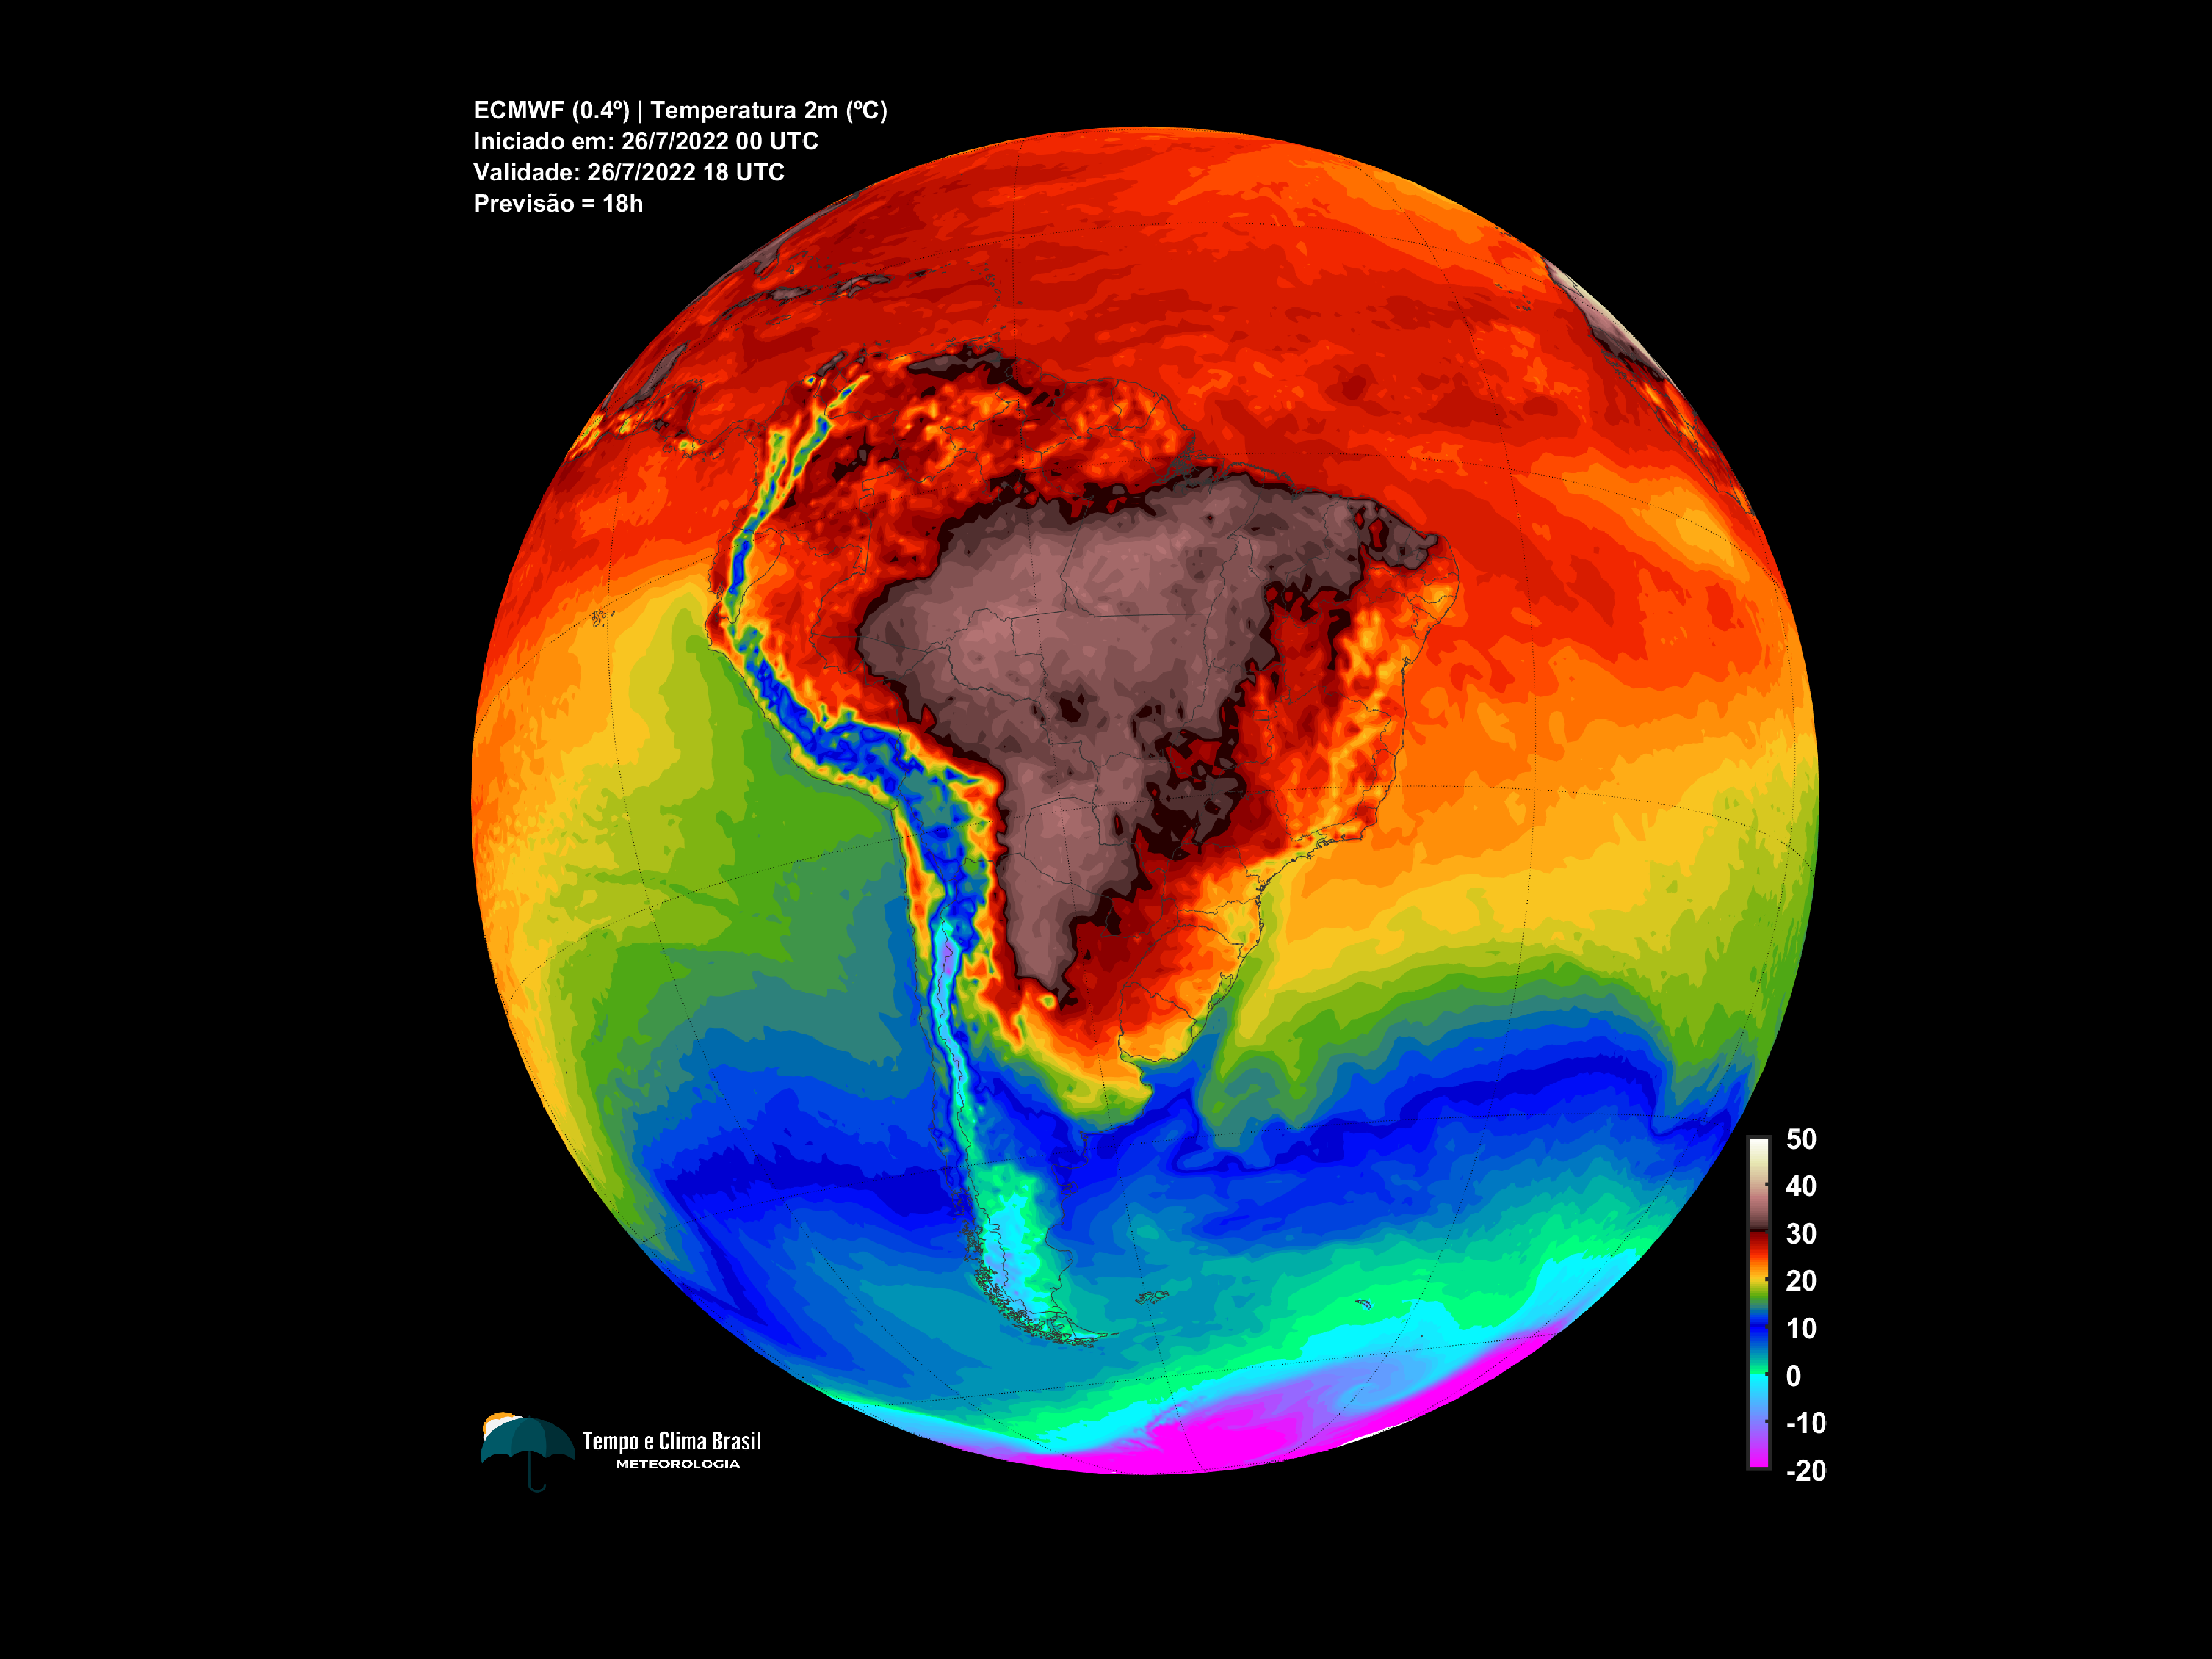 ECMWF (0.4º) | Temperatura 2m (ºC)
Iniciado em: 26/7/2022 00 UTC
Validade: 26/7/2022 18 UTC
Previsão = 18h
50
40
30
20
10
0
-10
-20
Tempo e Clima Brasil
METEOROLOGIA